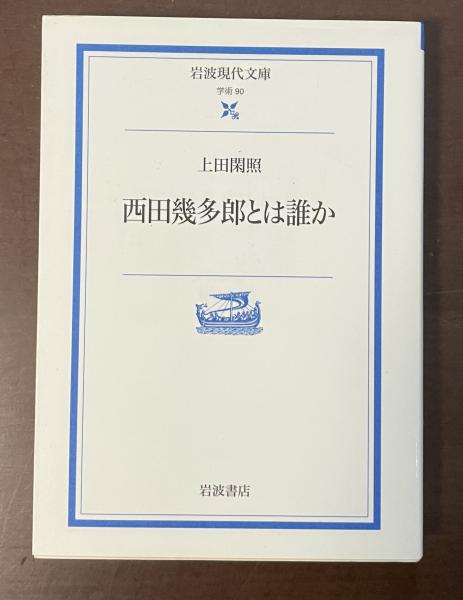 岩波現代文庫
学術 90
上田閑照
西田幾多郎とは誰か
岩波書店